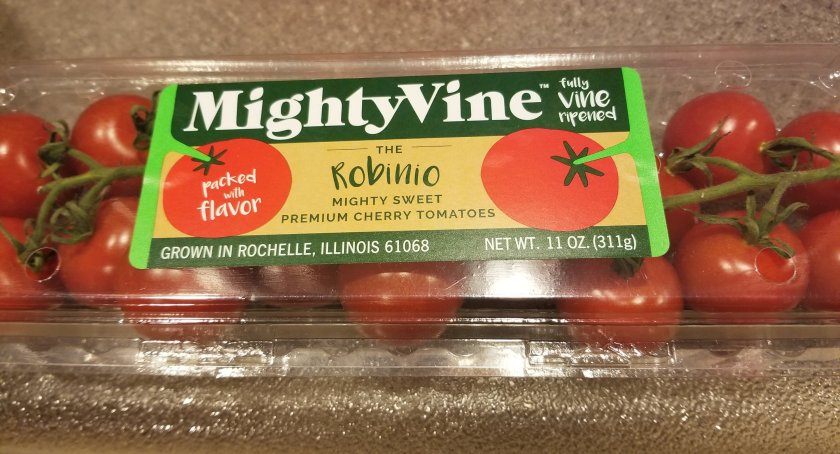 MightyVine™
fully
vine
ripened
THE
Robinio
MIGHTY SWEET
PREMIUM CHERRY TOMATOES
packed
with
flavor
GROWN IN ROCHELLE, ILLINOIS 61068
NET WT. 11 OZ. (311g)